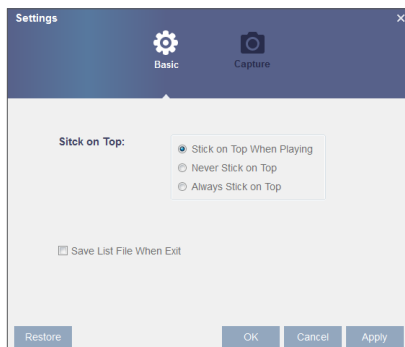 Settings
Basic
Capture
Sitck on Top:
Stick on Top When Playing
Never Stick on Top
Always Stick on Top
Save List File When Exit
Restore
OK
Cancel
Apply